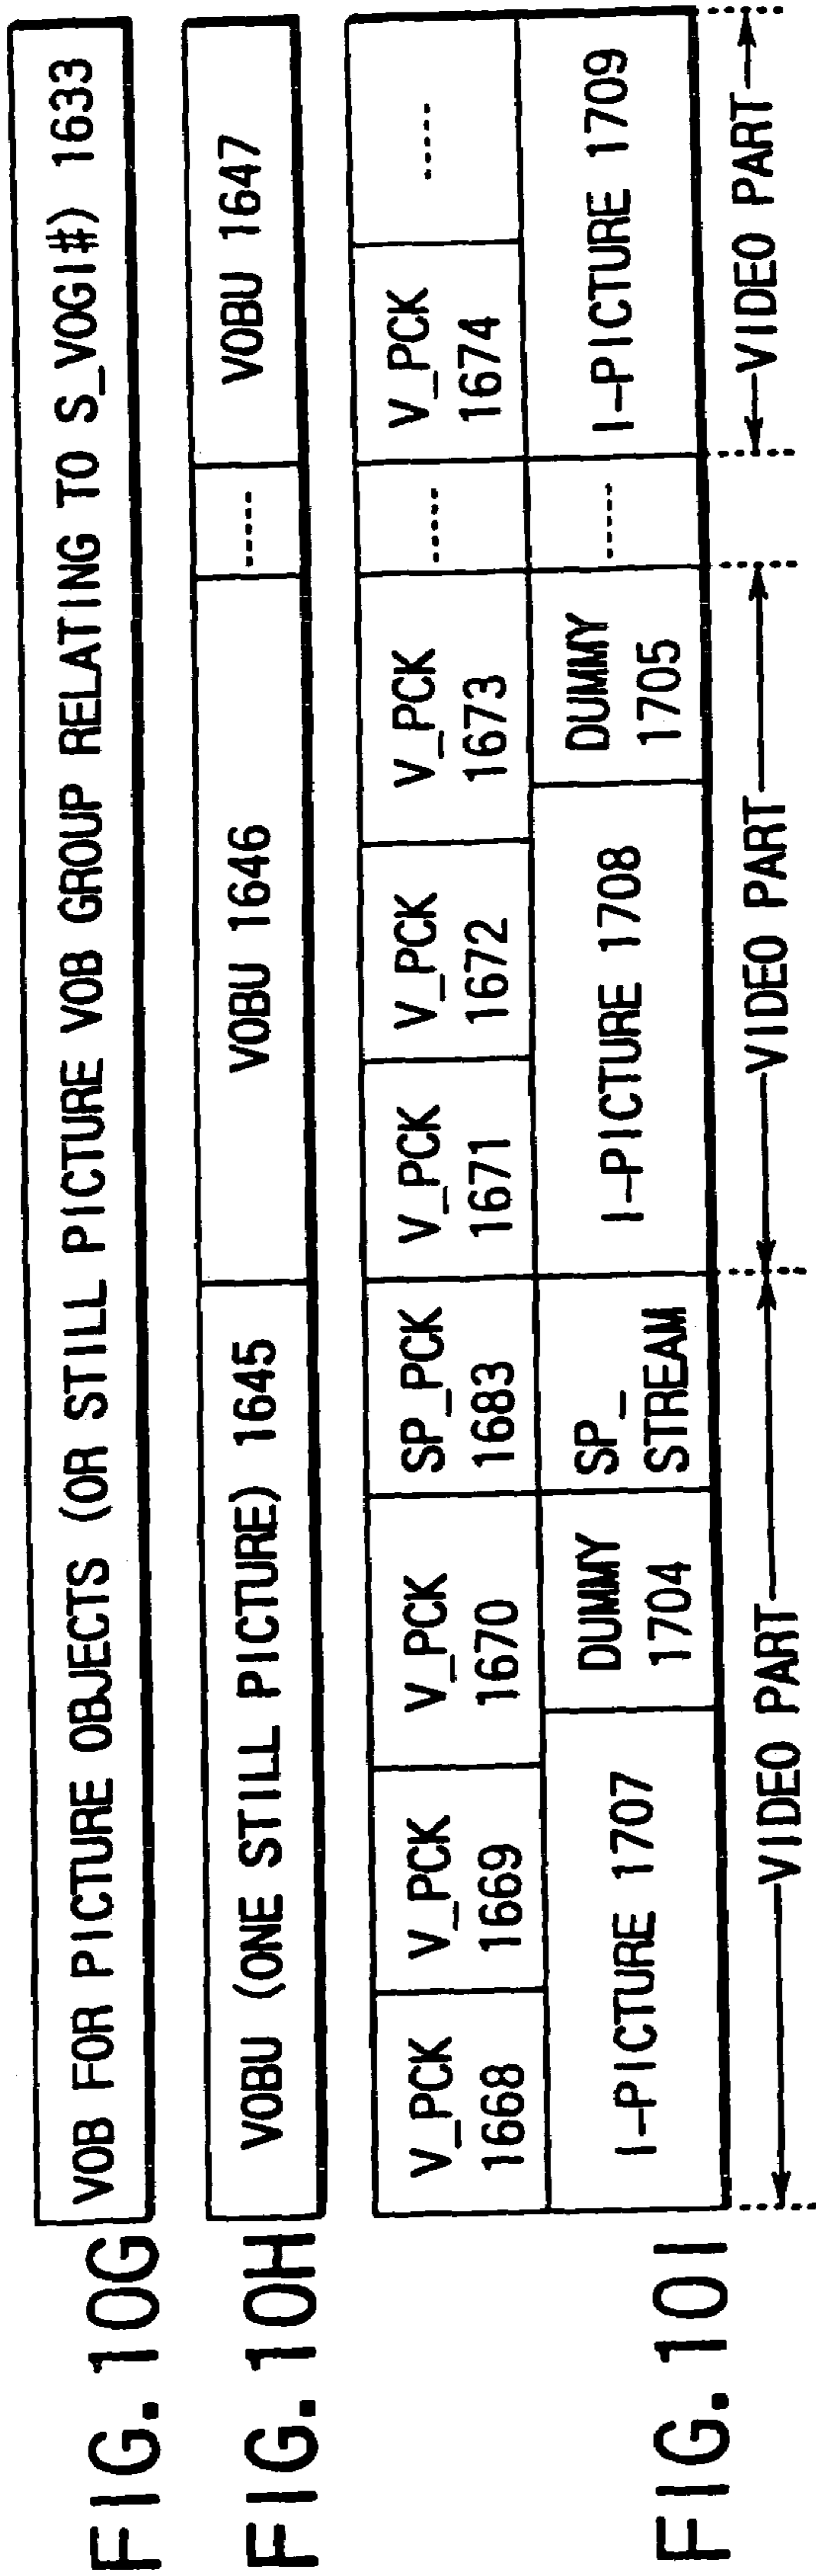 FIG. 10G
VOB FOR PICTURE OBJECTS (OR STILL PICTURE VOB GROUP RELATING TO S_VOGI#) 1633
FIG. 10H
VOBU (ONE STILL PICTURE) 1645
VOBU 1646
-----
VOBU 1647
FIG. 10I
V_PCK
1668
V_PCK
1669
V_PCK
1670
SP_PCK
1683
V_PCK
1671
V_PCK
1672
V_PCK
1673
-----
V_PCK
1674
-----
I-PICTURE 1707
DUMMY
1704
SP_
STREAM
I-PICTURE 1708
DUMMY
1705
-----
I-PICTURE 1709
VIDEO PART
VIDEO PART
VIDEO PART